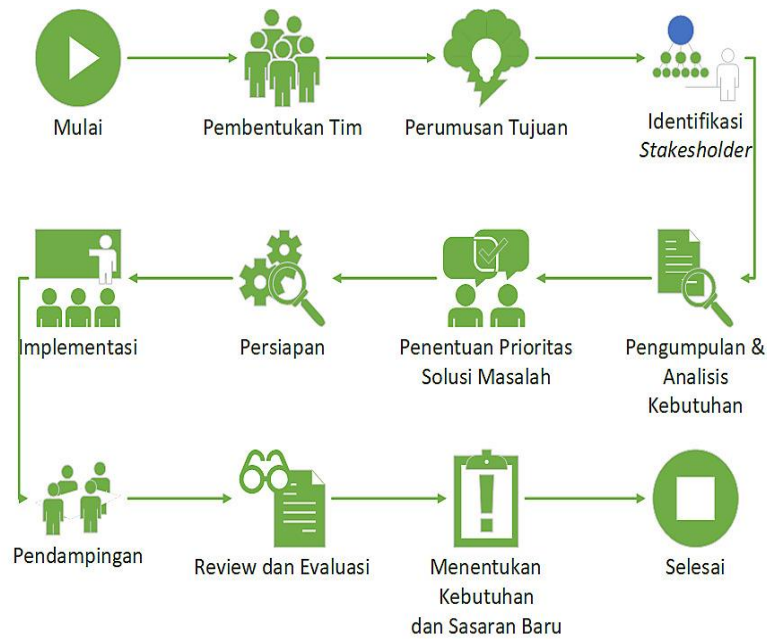 Mulai
Pembentukan Tim
Perumusan Tujuan
Identifikasi
Stakesholder
Implementasi
Persiapan
Penentuan Prioritas
Solusi Masalah
Pengumpulan &
Analisis
Kebutuhan
Pendampingan
Review dan Evaluasi
Menentukan
Kebutuhan
dan Sasaran Baru
Selesai